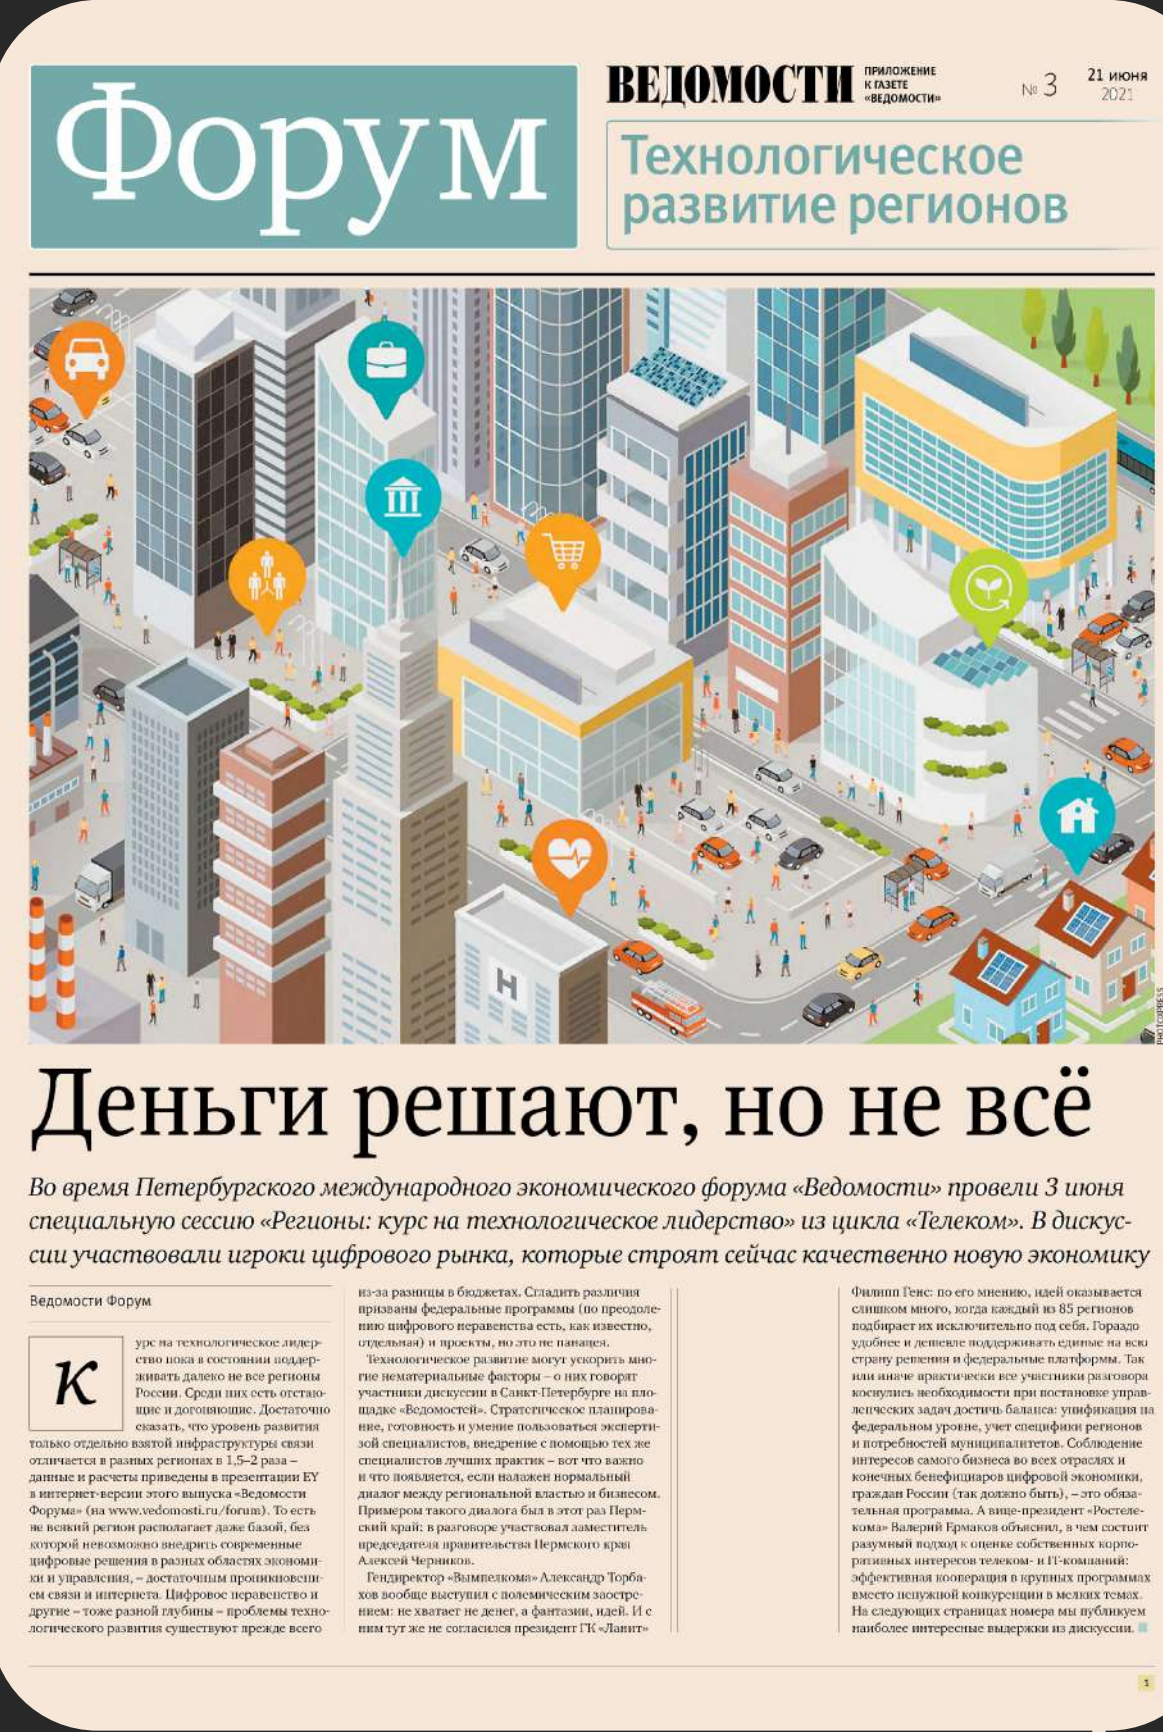 Форум
ВЕДОМОСТИ
ПРИЛОЖЕНИЕ
К ГАЗЕТЕ
«ВЕДОМОСТИ»
№ 3
21 июня
2021
Технологическое
развитие регионов
H
PHOTOXPRESS
Деньги решают, но не всё
Во время Петербургского международного экономического форума «Ведомости» провели 3 июня
специальную сессию «Регионы: курс на технологическое лидерство» из цикла «Телеком». В дискус-
сии участвовали игроки цифрового рынка, которые строят сейчас качественно новую экономику
Ведомости Форум
К
урс на технологическое лидер-
ство пока в состоянии поддер-
живать далеко не все регионы
России. Среди них есть отстаю-
щие и догоняющие. Достаточно
сказать, что уровень развития
только отдельно взятой инфраструктуры связи
отличается в разных регионах в 1,5–2 раза –
данные и расчеты приведены в презентации EY
в интернет-версии этого выпуска «Ведомости
Форума» (на www.vedomosti.ru/forum). То есть
не всякий регион располагает даже базой, без
которой невозможно внедрить современные
цифровые решения в разных областях экономи-
ки и управления, – достаточным проникновени-
ем связи и интернета. Цифровое неравенство и
другие – тоже разной глубины – проблемы техно-
логического развития существуют прежде всего
из-за разницы в бюджетах. Сгладить различия
призваны федеральные программы (по преодоле-
нию цифрового неравенства есть, как известно,
отдельная) и проекты, но это не панацея.
Технологическое развитие могут ускорить мно-
гие нематериальные факторы – о них говорят
участники дискуссии в Санкт-Петербурге на пло-
щадке «Ведомостей». Стратегическое планирова-
ние, готовность и умение пользоваться эксперти-
зой специалистов, внедрение с помощью тех же
специалистов лучших практик – вот что важно
и что появляется, если налажен нормальный
диалог между региональной властью и бизнесом.
Примером такого диалога был в этот раз Перм-
ский край: в разговоре участвовал заместитель
председателя правительства Пермского края
Алексей Черников.
Гендиректор «Вымпелкома» Александр Торба-
хов вообще выступил с полемическим заостре-
нием: не хватает не денег, а фантазии, идей. И с
ним тут же не согласился президент ГК «Ланит»
Филипп Генс: по его мнению, идей оказывается
слишком много, когда каждый из 85 регионов
подбирает их исключительно под себя. Гораздо
удобнее и дешевле поддерживать единые на всю
страну решения и федеральные платформы. Так
или иначе практически все участники разговора
коснулись необходимости при постановке управ-
ленческих задач достичь баланса: унификация на
федеральном уровне, учет специфики регионов
и потребностей муниципалитетов. Соблюдение
интересов самого бизнеса во всех отраслях и
конечных бенефициаров цифровой экономики,
граждан России (так должно быть), – это обяза-
тельная программа. А вице-президент «Ростеле-
кома» Валерий Ермаков объяснил, в чем состоит
разумный подход к оценке собственных корпо-
ративных интересов телеком- и IT-компаний:
эффективная кооперация в крупных программах
вместо ненужной конкуренции в мелких темах.
На следующих страницах номера мы публикуем
наиболее интересные выдержки из дискуссии.
1